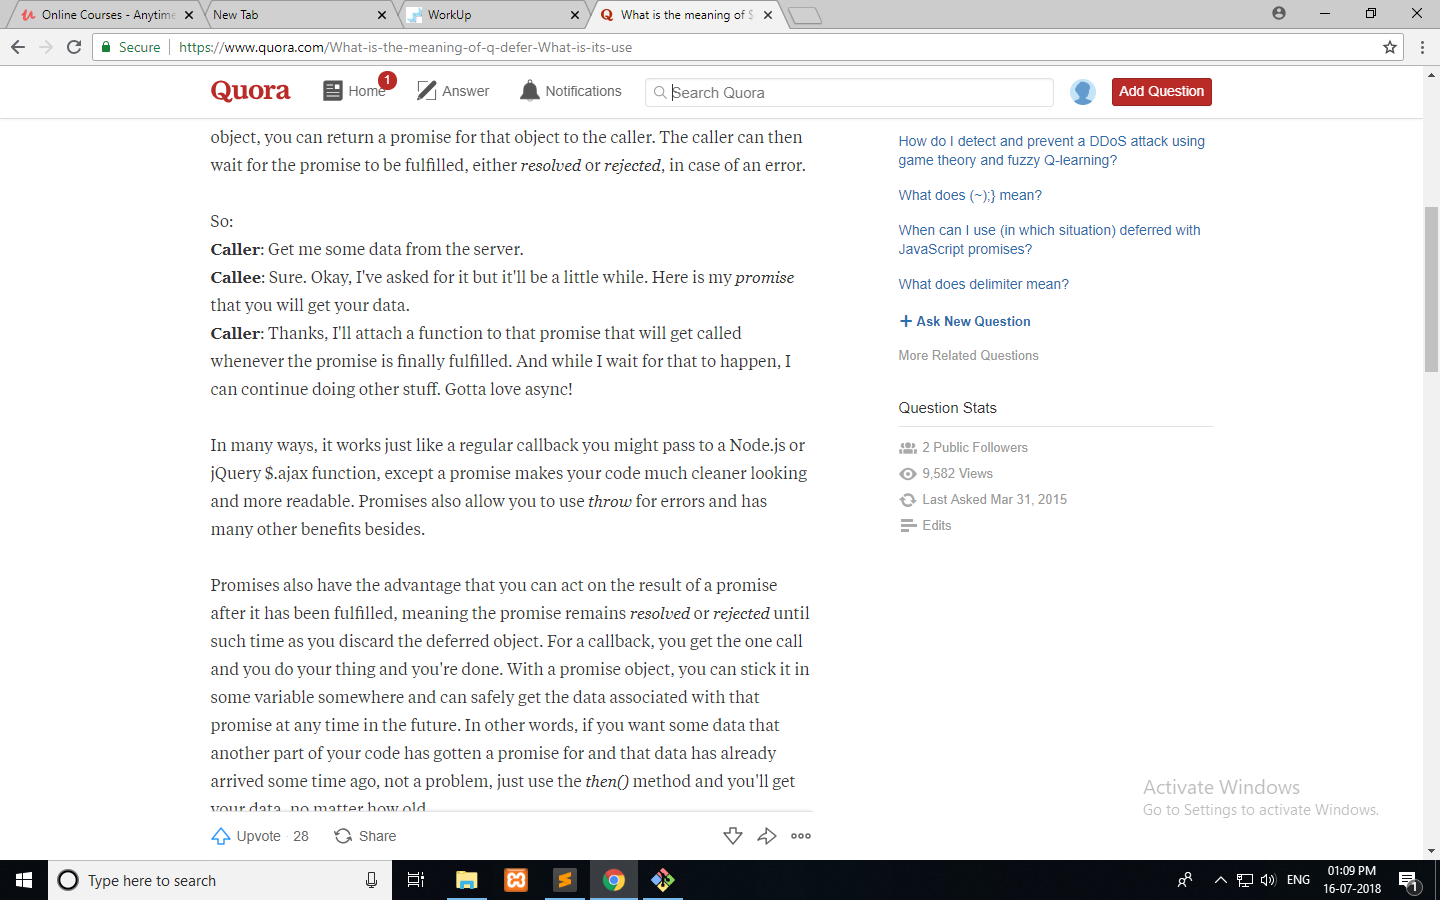 Online Courses - Anytime
New Tab
WorkUp
What is the meaning of $
Secure
https://www.quora.com/What-is-the-meaning-of-q-defer-What-is-its-use
Quora
Home
1
Answer
Notifications
Search Quora
Add Question
object, you can return a promise for that object to the caller. The caller can then
wait for the promise to be fulfilled, either resolved or rejected, in case of an error.
So:
Caller: Get me some data from the server.
Callee: Sure. Okay, I've asked for it but it'll be a little while. Here is my promise
that you will get your data.
Caller: Thanks, I'll attach a function to that promise that will get called
whenever the promise is finally fulfilled. And while I wait for that to happen, I
can continue doing other stuff. Gotta love async!
In many ways, it works just like a regular callback you might pass to a Node.js or
jQuery $.ajax function, except a promise makes your code much cleaner looking
and more readable. Promises also allow you to use throw for errors and has
many other benefits besides.
Promises also have the advantage that you can act on the result of a promise
after it has been fulfilled, meaning the promise remains resolved or rejected until
such time as you discard the deferred object. For a callback, you get the one call
and you do your thing and you're done. With a promise object, you can stick it in
some variable somewhere and can safely get the data associated with that
promise at any time in the future. In other words, if you want some data that
another part of your code has gotten a promise for and that data has already
arrived some time ago, not a problem, just use the then() method and you'll get
your data, no matter how old
Upvote · 28
Share
How do I detect and prevent a DDoS attack using
game theory and fuzzy Q-learning?
What does (~);} mean?
When can I use (in which situation) deferred with
JavaScript promises?
What does delimiter mean?
+ Ask New Question
More Related Questions
Question Stats
2 Public Followers
9,582 Views
Last Asked Mar 31, 2015
Edits
Activate Windows
Go to Settings to activate Windows.
Type here to search
ENG
01:09 PM
16-07-2018
1